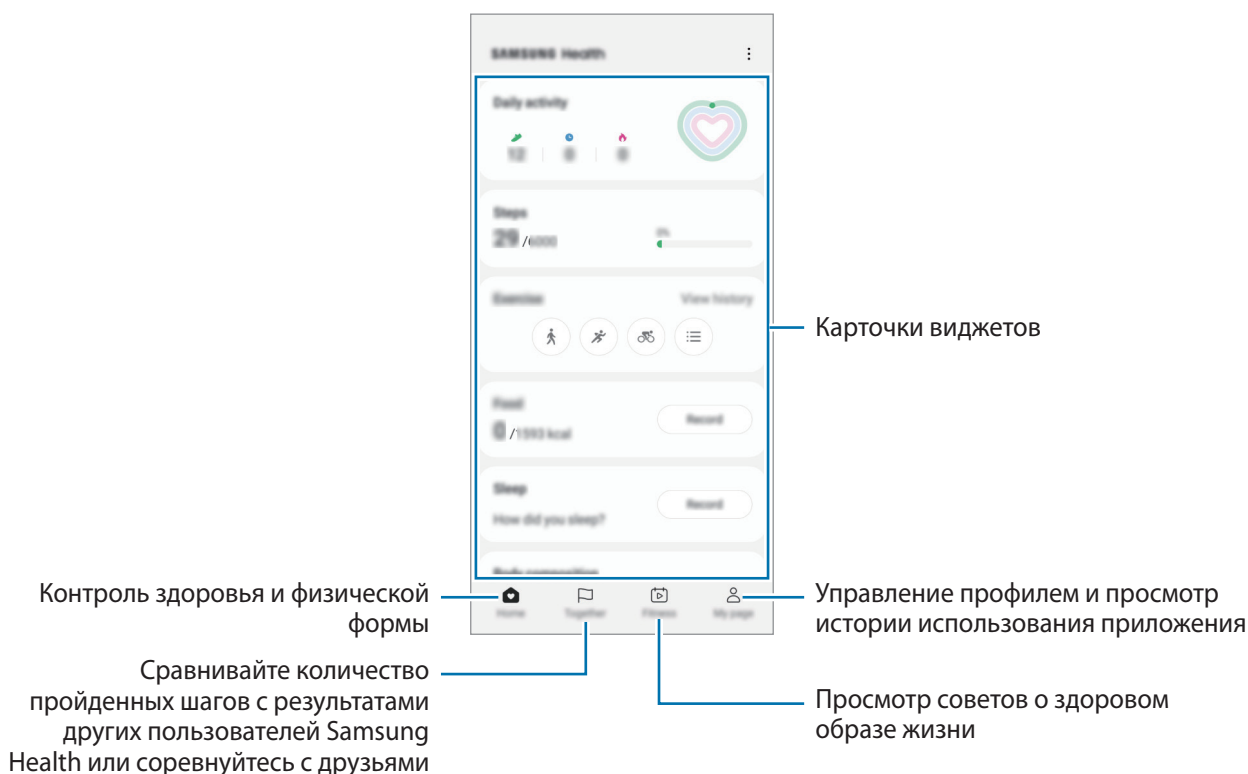 SAMSUNG Health
Daily activity
12 0 0
Steps
29 /6000
0%
Exercise View history
Food
0 /1593 kcal
Record
Sleep
How did you sleep?
Record
Body composition
Home Together Fitness My page
Карточки виджетов
Контроль здоровья и физической
формы
Сравнивайте количество
пройденных шагов с результатами
других пользователей Samsung
Health или соревнуйтесь с друзьями
Управление профилем и просмотр
истории использования приложения
Просмотр советов о здоровом
образе жизни